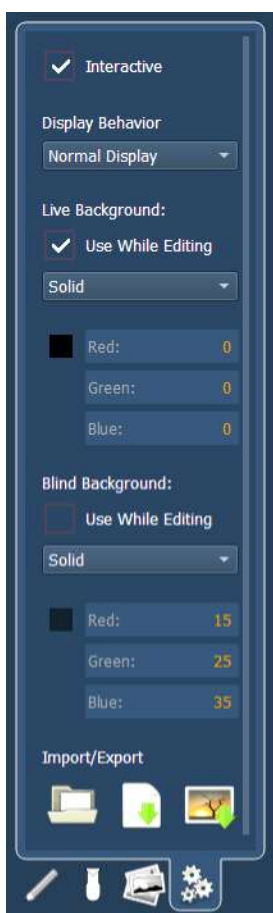 Interactive
Display Behavior
Normal Display
Live Background:
Use While Editing
Solid
Red: 0
Green: 0
Blue: 0
Blind Background:
Use While Editing
Solid
Red: 15
Green: 25
Blue: 35
Import/Export